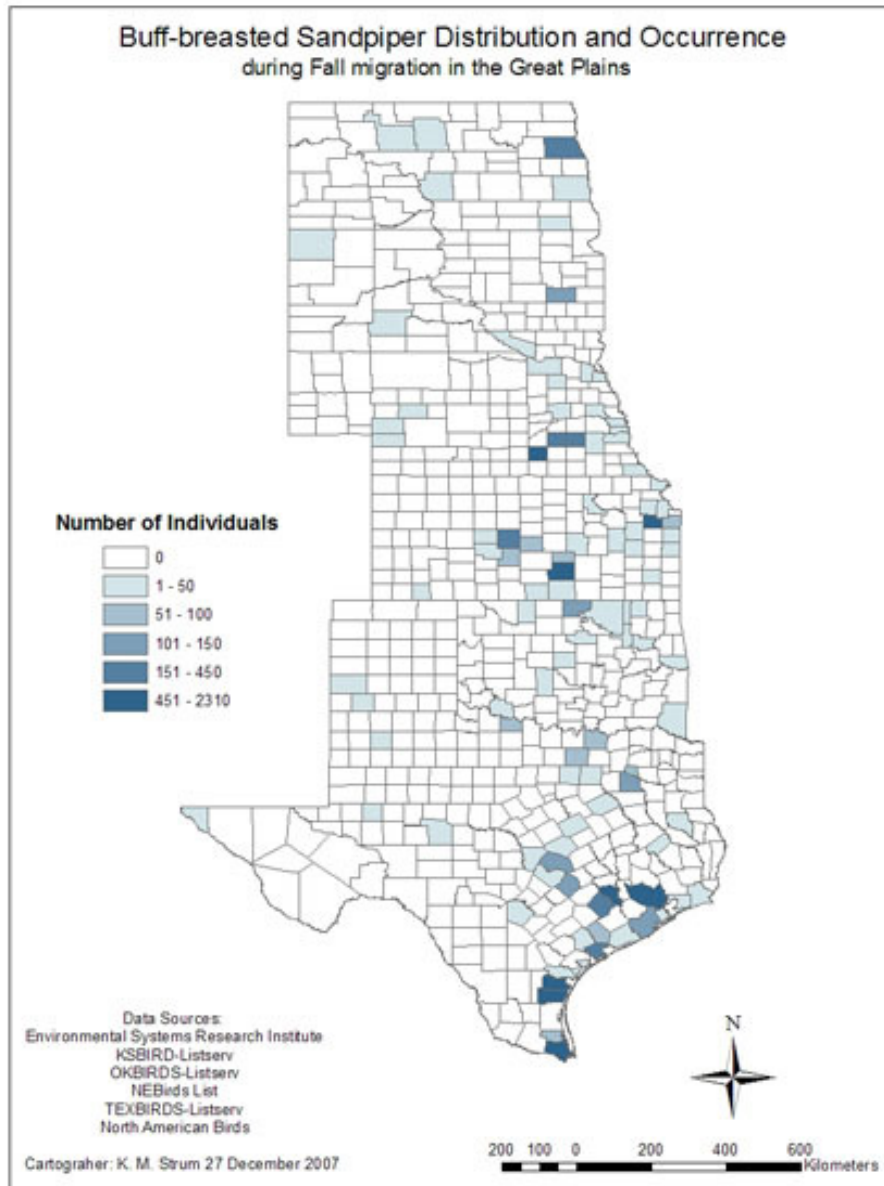 Buff-breasted Sandpiper Distribution and Occurrence
during Fall migration in the Great Plains
Number of Individuals
0
1 - 50
51 - 100
101 - 150
151 - 450
451 - 2310
Data Sources:
Environmental Systems Research Institute
KSBIRD-Listserv
OKBIRDS-Listserv
NEBirds List
TEXBIRDS-Listserv
North American Birds
Cartograher: K. M. Strum 27 December 2007
N
200 100 0 200 400 600
Kilometers